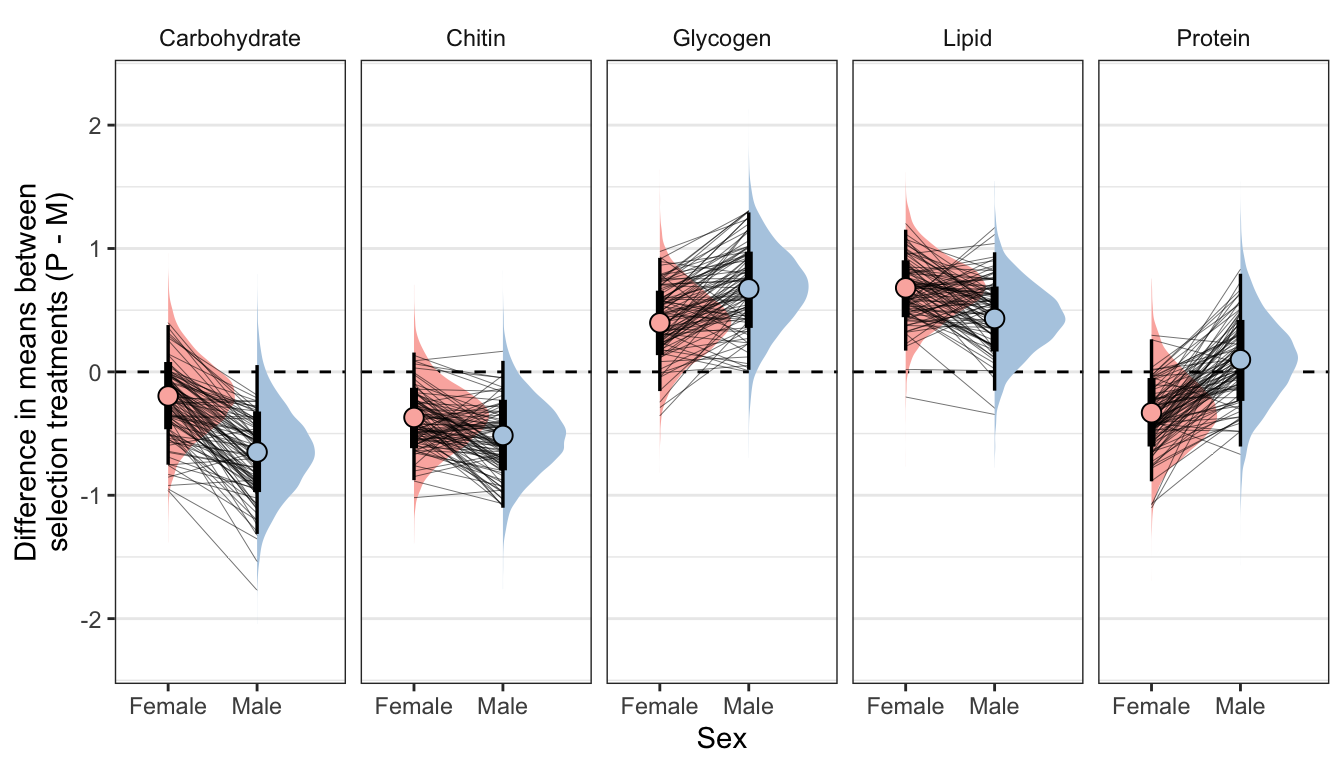 Carbohydrate
Chitin
Glycogen
Lipid
Protein
Difference in means between
selection treatments (P - M)
2
1
0
-1
-2
Female Male
Female Male
Female Male
Female Male
Female Male
Sex